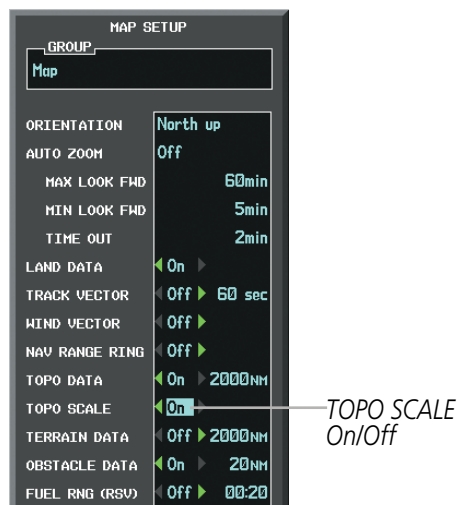 MAP SETUP
GROUP
Map
ORIENTATION North up
AUTO ZOOM Off
MAX LOOK FWD 60min
MIN LOOK FWD 5min
TIME OUT 2min
LAND DATA On
TRACK VECTOR Off 60 sec
WIND VECTOR Off
NAV RANGE RING Off
TOPO DATA On 2000NM
TOPO SCALE On
TOPO SCALE
On/Off
TERRAIN DATA Off 2000NM
OBSTACLE DATA On 20NM
FUEL RNG (RSV) Off 00:20